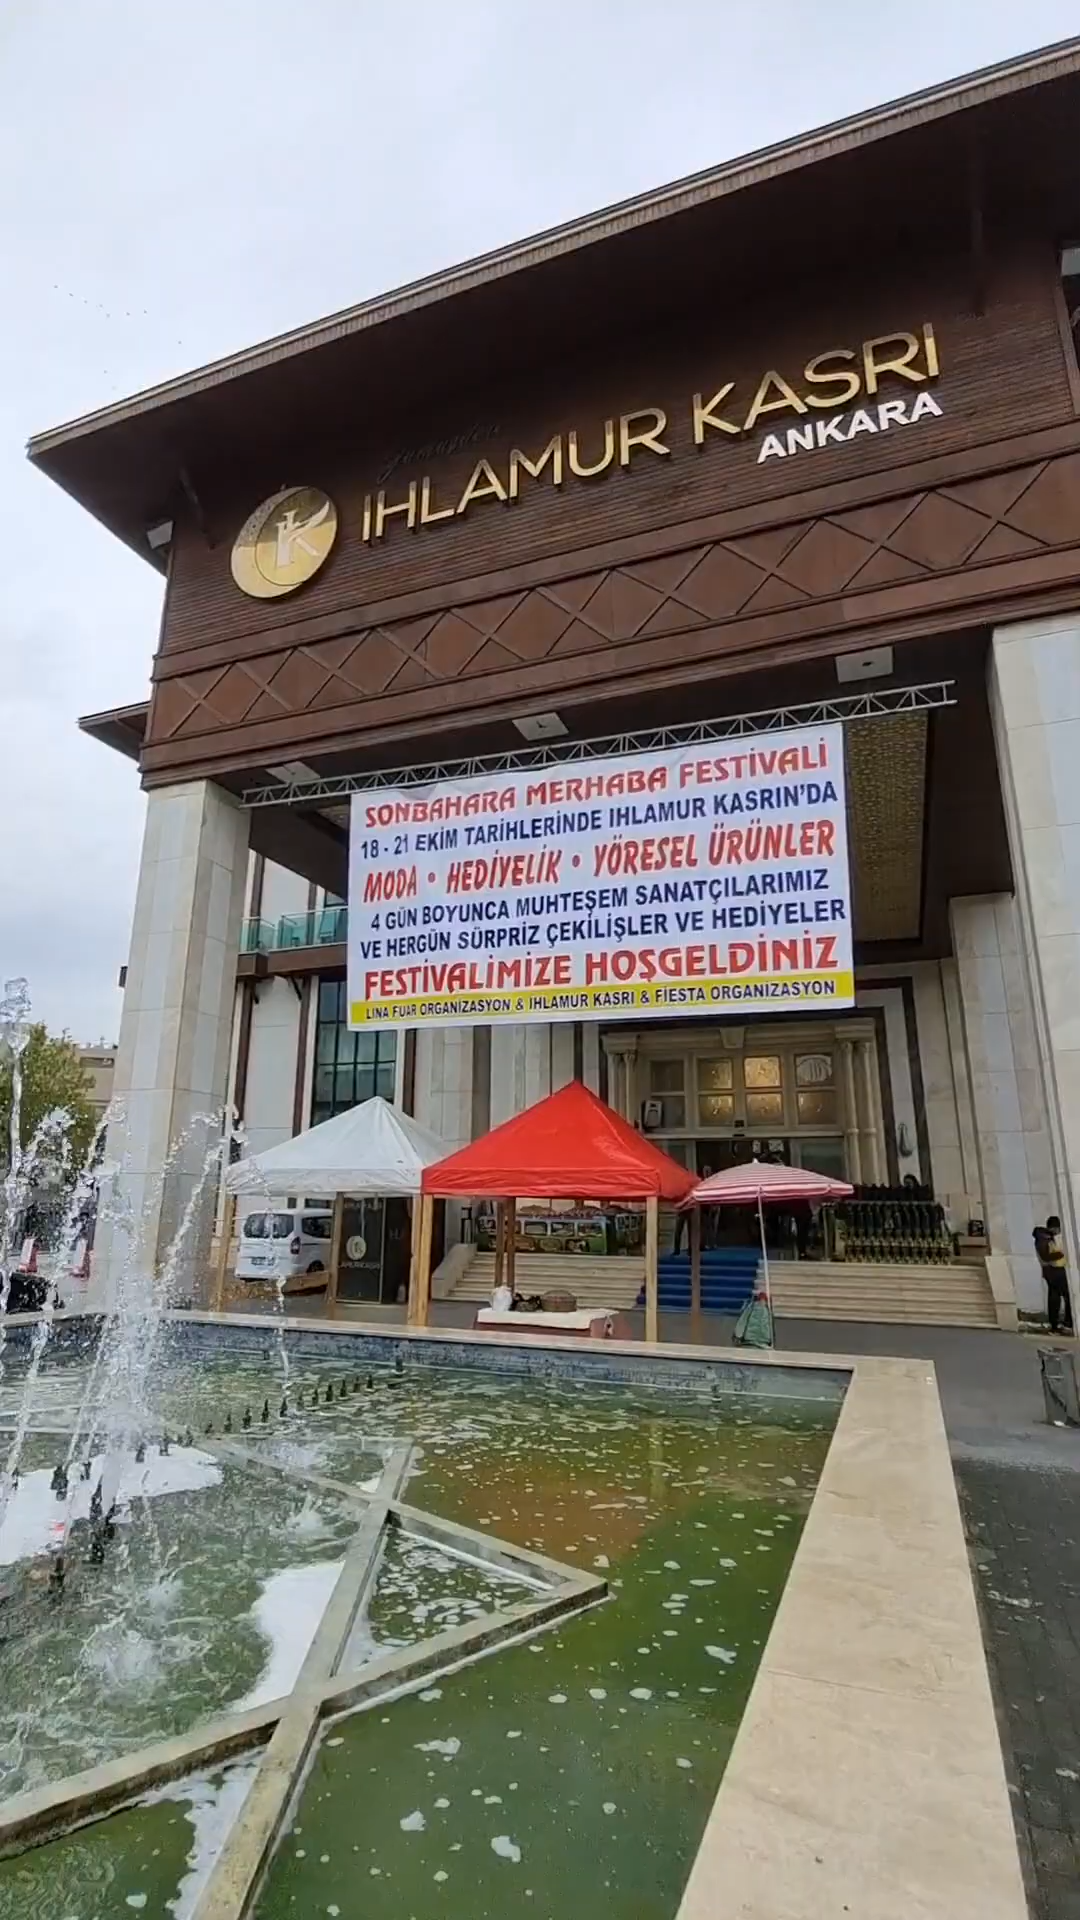 IHLAMUR KASRI
ANKARA
SONBAHARA MERHABA FESTİVALİ
18 - 21 EKİM TARİHLERİNDE IHLAMUR KASRIN'DA
MODA • HEDİYELİK • YÖRESEL ÜRÜNLER
4 GÜN BOYUNCA MUHTEŞEM SANATÇILARIMIZ
VE HERGÜN SÜRPRİZ ÇEKİLİŞLER VE HEDİYELER
FESTİVALİMİZE HOŞGELDİNİZ
LINA FUAR ORGANİZASYON & IHLAMUR KASRI & FİESTA ORGANİZASYON